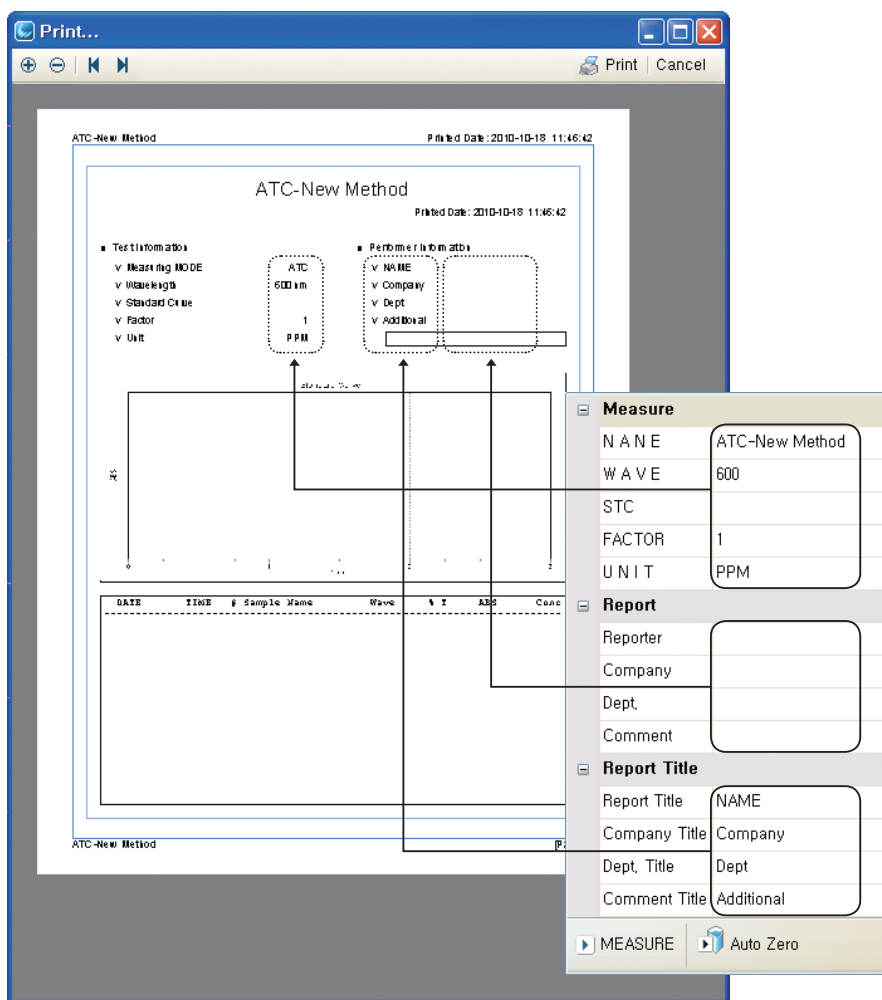 Print...
Print Cancel
ATC-New Method Printed Date:2010-10-18 11:46:42
ATC-New Method
Printed Date: 2010-10-18 11:46:42
Test Information Performer Information
v Measuring MODE ATC v NAME
v Wavelength 600 nm v Company
v Standard Curve v Dept
v Factor 1 v Additional
v Unit PPM
ABS
DATE TIME # Sample Name Wave % T ABS Conc
ATC-New Method
Measure
N A N E ATC-New Method
W A V E 600
STC
FACTOR 1
U N I T PPM
Report
Reporter
Company
Dept,
Comment
Report Title
Report Title NAME
Company Title Company
Dept, Title Dept
Comment Title Additional
MEASURE Auto Zero